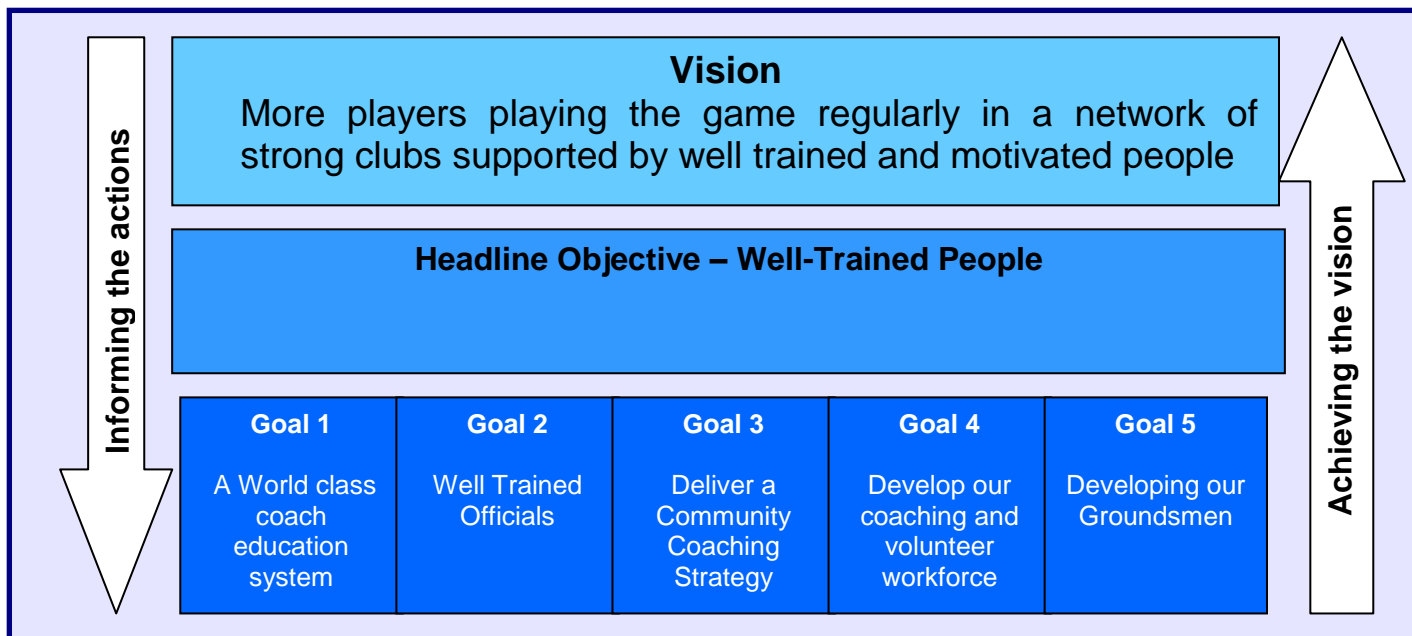 Informing the actions
Vision
More players playing the game regularly in a network of
strong clubs supported by well trained and motivated people
Headline Objective – Well-Trained People
Goal 1
A World class
coach
education
system
Goal 2
Well Trained
Officials
Goal 3
Deliver a
Community
Coaching
Strategy
Goal 4
Develop our
coaching and
volunteer
workforce
Goal 5
Developing our
Groundsmen
Achieving the vision